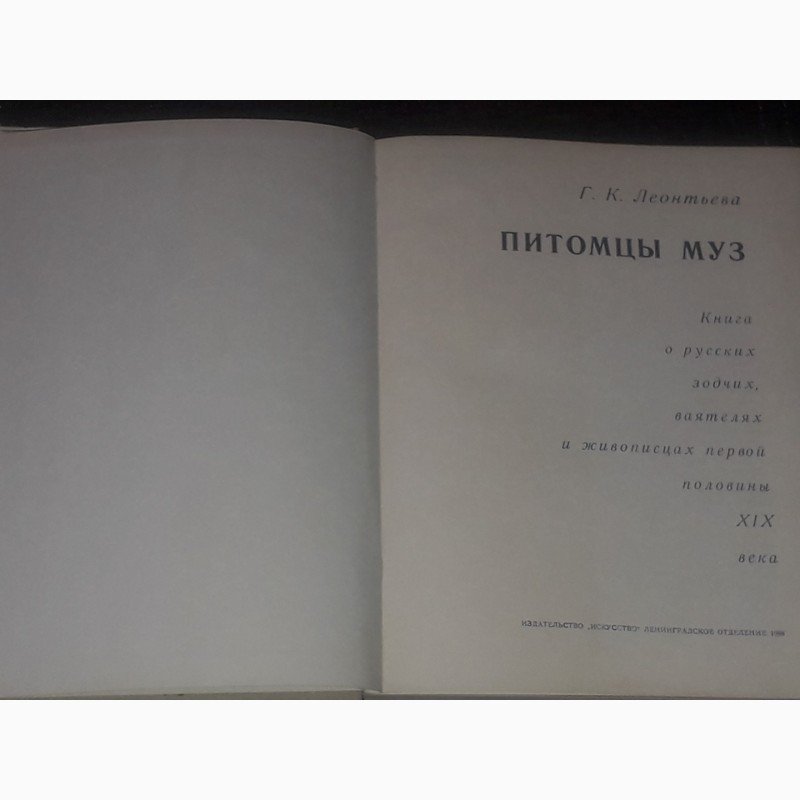 Г. К. Леонтьева
ПИТОМЦЫ МУЗ
Книга
о русских
зодчих,
ваятелях
и живописцах первой
половины
XIX
века
ИЗДАТЕЛЬСТВО „ИСКУССТВО" ЛЕНИНГРАДСКОЕ ОТДЕЛЕНИЕ